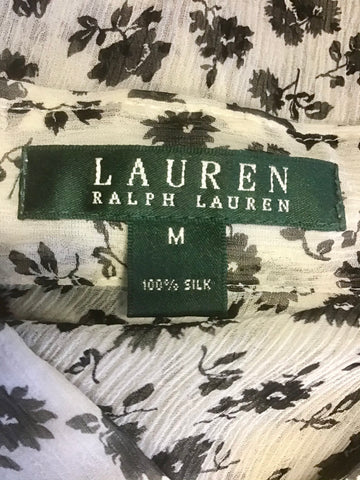 LAUREN
RALPH LAUREN
M
100% SILK